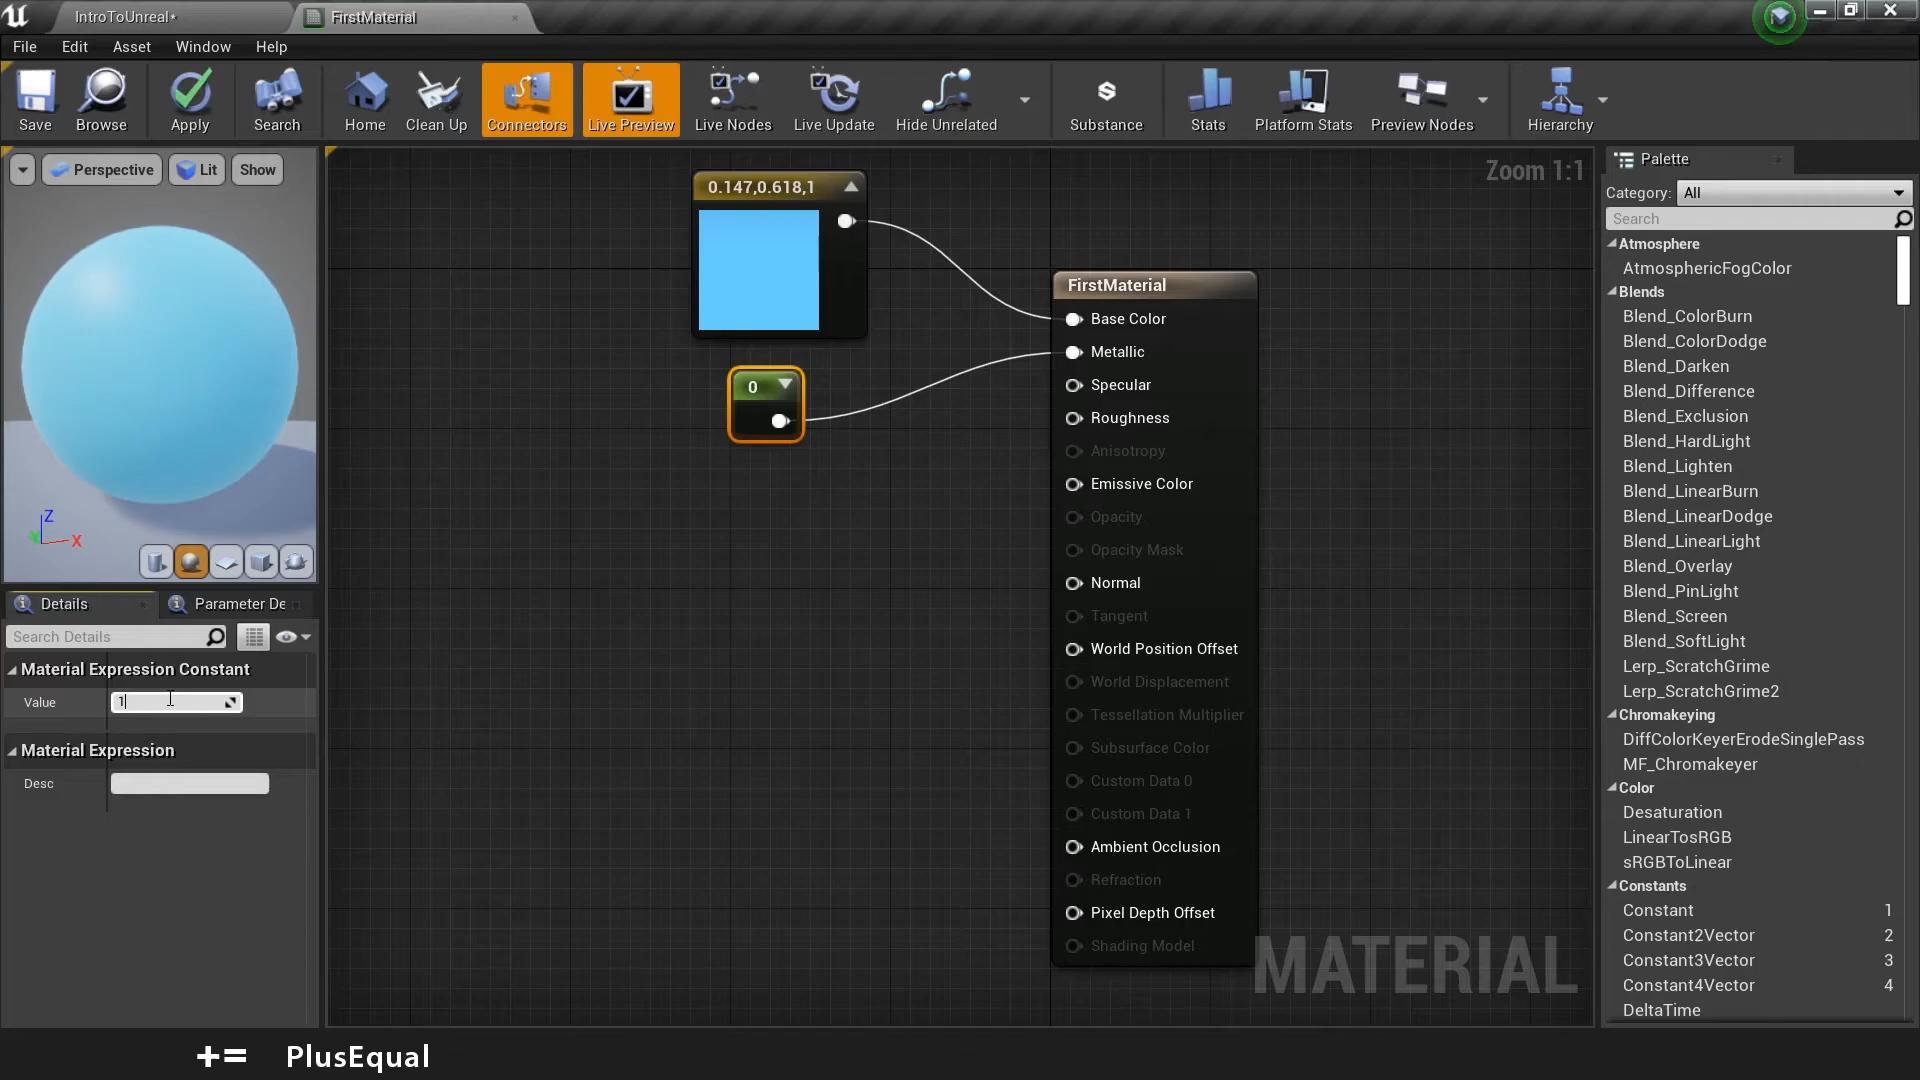 IntroToUnreal*
FirstMaterial
File Edit Asset Window Help
Save Browse Apply Search Home Clean Up Connectors Live Preview Live Nodes Live Update Hide Unrelated Substance Stats Platform Stats Preview Nodes Hierarchy
Perspective Lit Show
Z
X
Details Parameter De
Search Details
Material Expression Constant
Value 1
Material Expression
Desc
Zoom 1:1
0.147,0.618,1
0
FirstMaterial
Base Color
Metallic
Specular
Roughness
Anisotropy
Emissive Color
Opacity
Opacity Mask
Normal
Tangent
World Position Offset
World Displacement
Tessellation Multiplier
Subsurface Color
Custom Data 0
Custom Data 1
Ambient Occlusion
Refraction
Pixel Depth Offset
Shading Model
MATERIAL
Palette
Category: All
Search
Atmosphere
AtmosphericFogColor
Blends
Blend_ColorBurn
Blend_ColorDodge
Blend_Darken
Blend_Difference
Blend_Exclusion
Blend_HardLight
Blend_Lighten
Blend_LinearBurn
Blend_LinearDodge
Blend_LinearLight
Blend_Overlay
Blend_PinLight
Blend_Screen
Blend_SoftLight
Lerp_ScratchGrime
Lerp_ScratchGrime2
Chromakeying
DiffColorKeyerErodeSinglePass
MF_Chromakeyer
Color
Desaturation
LinearTosRGB
sRGBToLinear
Constants
Constant 1
Constant2Vector 2
Constant3Vector 3
Constant4Vector 4
DeltaTime
+= PlusEqual